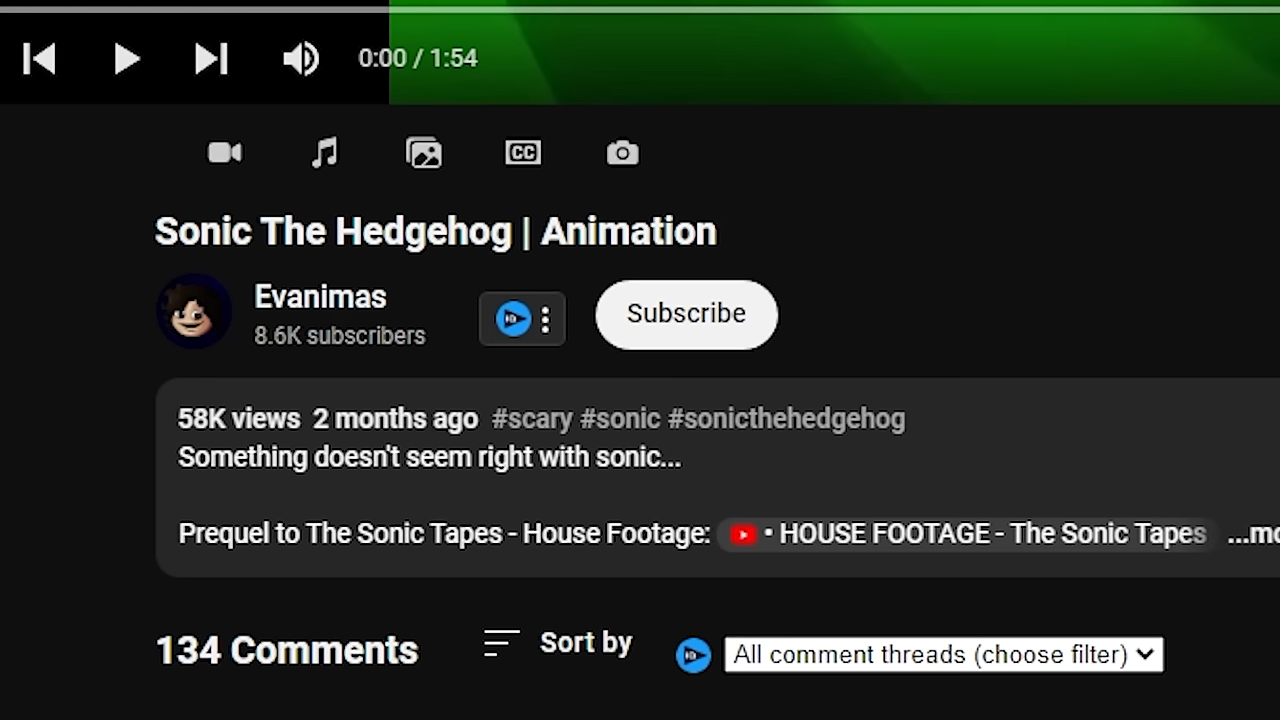 0:00 / 1:54
CC
Sonic The Hedgehog | Animation
Evanimas
8.6K subscribers
Subscribe
58K views 2 months ago #scary #sonic #sonicthehedgehog
Something doesn't seem right with sonic...
Prequel to The Sonic Tapes - House Footage: • HOUSE FOOTAGE - The Sonic Tapes ...mo
134 Comments
Sort by
All comment threads (choose filter)